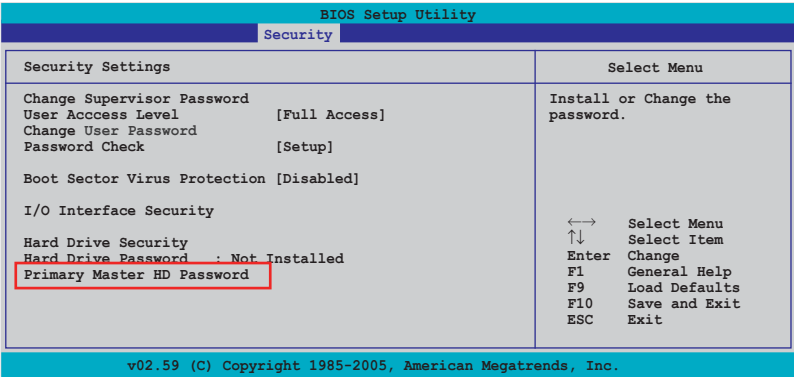 BIOS Setup Utility
Security
Security Settings
Select Menu
Change Supervisor Password
User Acccess Level [Full Access]
Change User Password
Password Check [Setup]
Boot Sector Virus Protection [Disabled]
I/O Interface Security
Hard Drive Security
Hard Drive Password : Not Installed
Primary Master HD Password
Install or Change the
password.
←→ Select Menu
↑↓ Select Item
Enter Change
F1 General Help
F9 Load Defaults
F10 Save and Exit
ESC Exit
v02.59 (C) Copyright 1985-2005, American Megatrends, Inc.